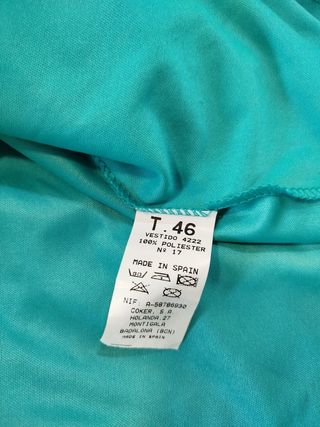 T.46
VESTIDO 4222
100% POLIESTER
Nº 17
MADE IN SPAIN
NIF. A-58706930
COKER, S.A.
HOLANDA,27
MONTIGALA
BADALONA (BCN)
MADE IN SPAIN